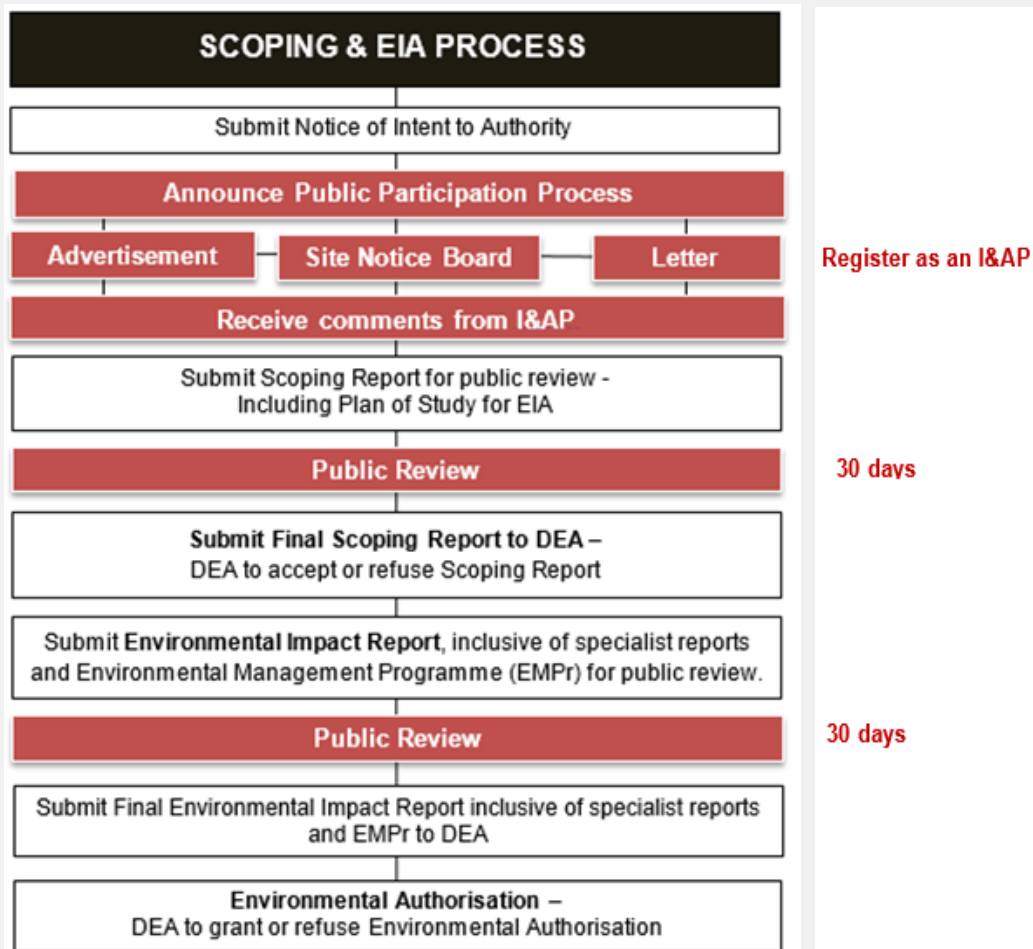 SCOPING & EIA PROCESS
Submit Notice of Intent to Authority
Announce Public Participation Process
Advertisement
Site Notice Board
Letter
Register as an I&AP
Receive comments from I&AP
Submit Scoping Report for public review -
Including Plan of Study for EIA
Public Review
30 days
Submit Final Scoping Report to DEA –
DEA to accept or refuse Scoping Report
Submit Environmental Impact Report, inclusive of specialist reports
and Environmental Management Programme (EMPr) for public review.
Public Review
30 days
Submit Final Environmental Impact Report inclusive of specialist reports
and EMPr to DEA
Environmental Authorisation –
DEA to grant or refuse Environmental Authorisation